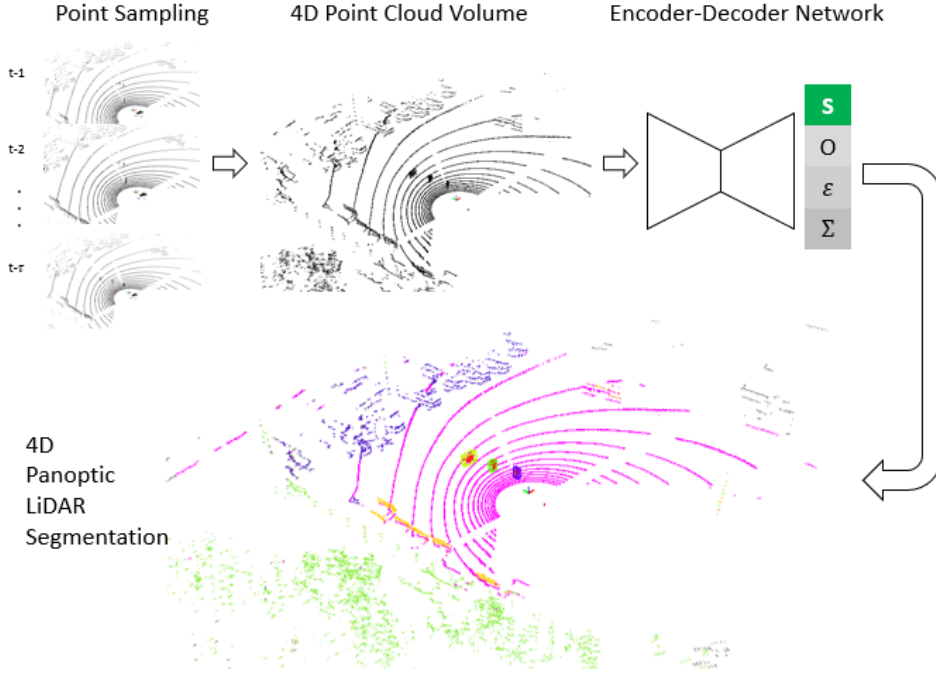 Point Sampling
4D Point Cloud Volume
Encoder-Decoder Network
t-1
t-2
.
.
.
t-τ
S
O
ε
Σ
4D
Panoptic
LiDAR
Segmentation